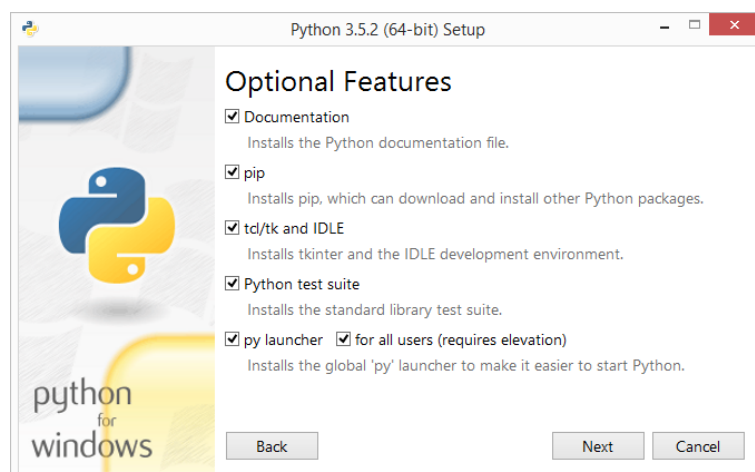 Python 3.5.2 (64-bit) Setup
Optional Features
Documentation
Installs the Python documentation file.
pip
Installs pip, which can download and install other Python packages.
tcl/tk and IDLE
Installs tkinter and the IDLE development environment.
Python test suite
Installs the standard library test suite.
py launcher for all users (requires elevation)
Installs the global 'py' launcher to make it easier to start Python.
python
for
windows
Back Next Cancel